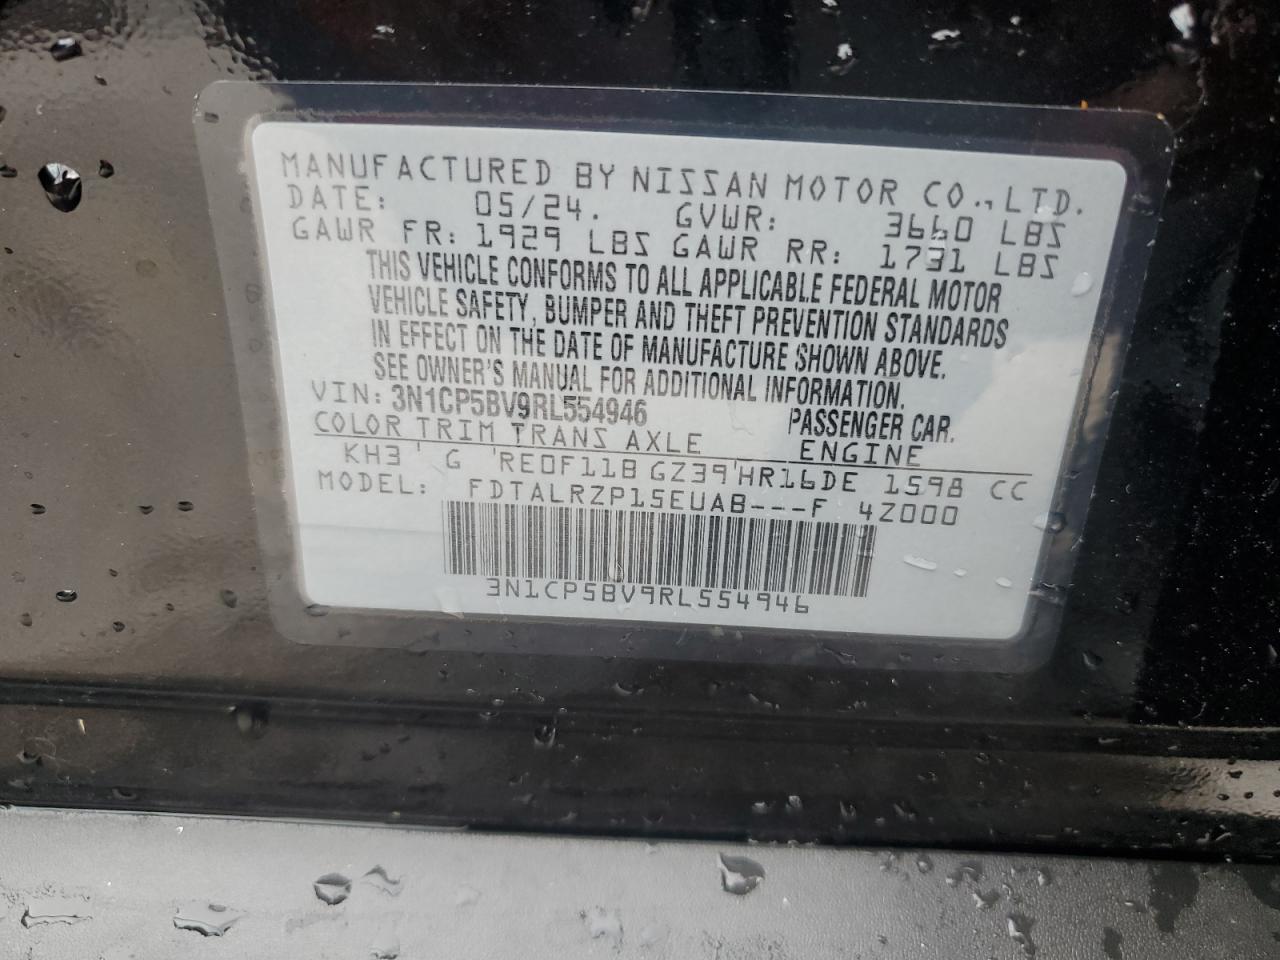 MANUFACTURED BY NISSAN MOTOR CO.,LTD.
DATE: 05/24. GVWR: 3660 LBS
GAWR FR: 1929 LBS GAWR RR: 1731 LBS
THIS VEHICLE CONFORMS TO ALL APPLICABLE FEDERAL MOTOR
VEHICLE SAFETY, BUMPER AND THEFT PREVENTION STANDARDS
IN EFFECT ON THE DATE OF MANUFACTURE SHOWN ABOVE.
SEE OWNER'S MANUAL FOR ADDITIONAL INFORMATION.
VIN: 3N1CP5BV9RL554946 PASSENGER CAR.
COLOR TRIM TRANS AXLE ENGINE
KH3 ' G 'RE0F11B GZ39'HR16DE 1598 CC
MODEL: FDTALRZP15EUAB---F 4Z000
3N1CP5BV9RL554946